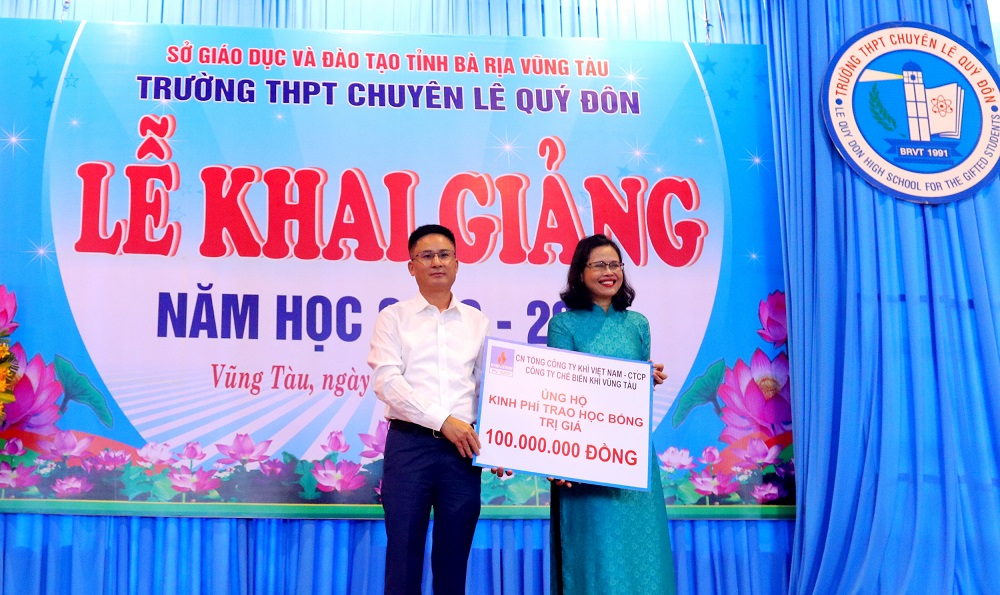 SỞ GIÁO DỤC VÀ ĐÀO TẠO TỈNH BÀ RỊA VŨNG TÀU
TRƯỜNG THPT CHUYÊN LÊ QUÝ ĐÔN
LỄ KHAI GIẢNG
NĂM HỌC
Vũng Tàu, ngày
TRƯỜNG THPT CHUYÊN LÊ QUÝ ĐÔN
BRVT 1991
LE QUY DON HIGH SCHOOL FOR THE GIFTED STUDENTS
CN TỔNG CÔNG TY KHÍ VIỆT NAM - CTCP
CÔNG TY CHẾ BIẾN KHÍ VŨNG TÀU
ỦNG HỘ
KINH PHÍ TRAO HỌC BỔNG
TRỊ GIÁ
100.000.000 ĐỒNG